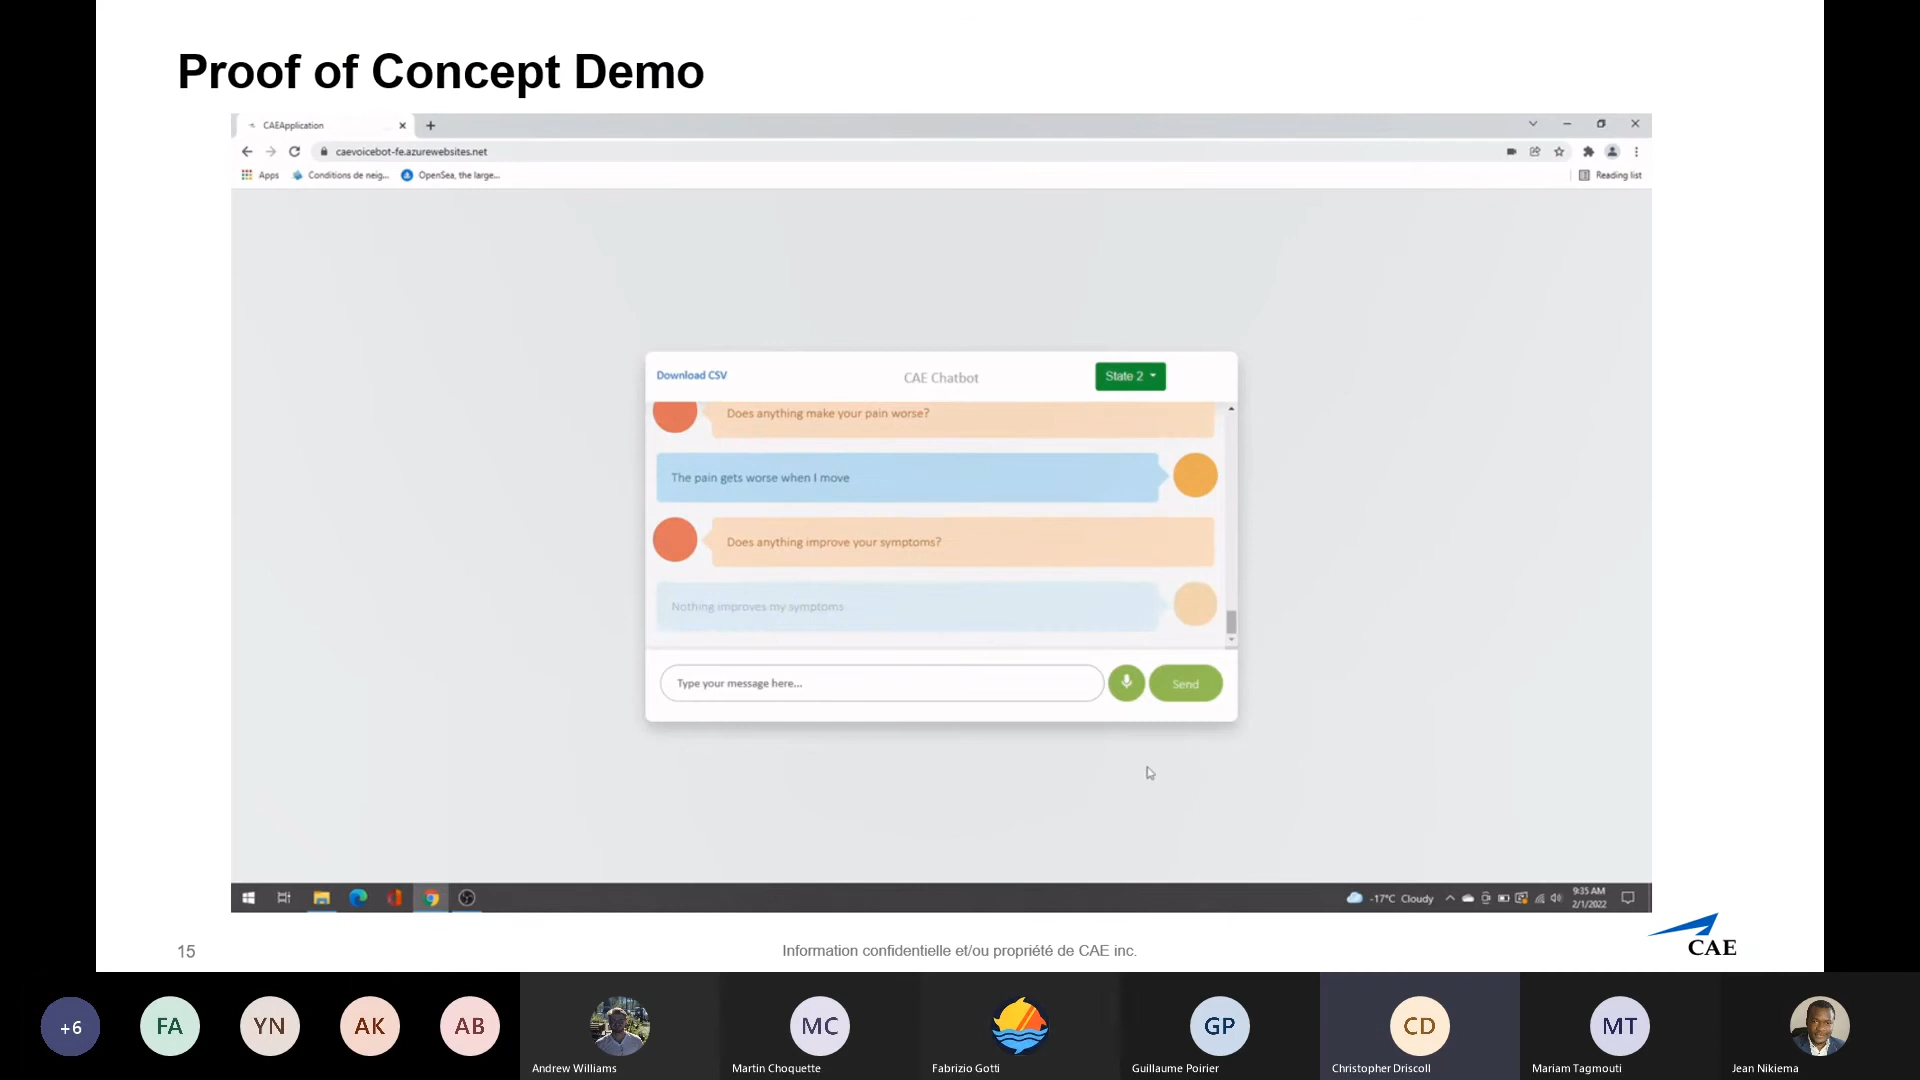 Proof of Concept Demo
CAEApplication
caevoicebot-fe.azurewebsites.net
Apps
Conditions de neig...
OpenSea, the large...
Reading list
Download CSV
CAE Chatbot
State 2
Does anything make your pain worse?
The pain gets worse when I move
Does anything improve your symptoms?
Nothing improves my symptoms
Type your message here...
Send
-17°C Cloudy
9:35 AM
2/1/2022
15
Information confidentielle et/ou propriété de CAE inc.
CAE
+6
FA
YN
AK
AB
Andrew Williams
MC
Martin Choquette
Fabrizio Gotti
GP
Guillaume Poirier
CD
Christopher Driscoll
MT
Mariam Tagmouti
Jean Nikiema